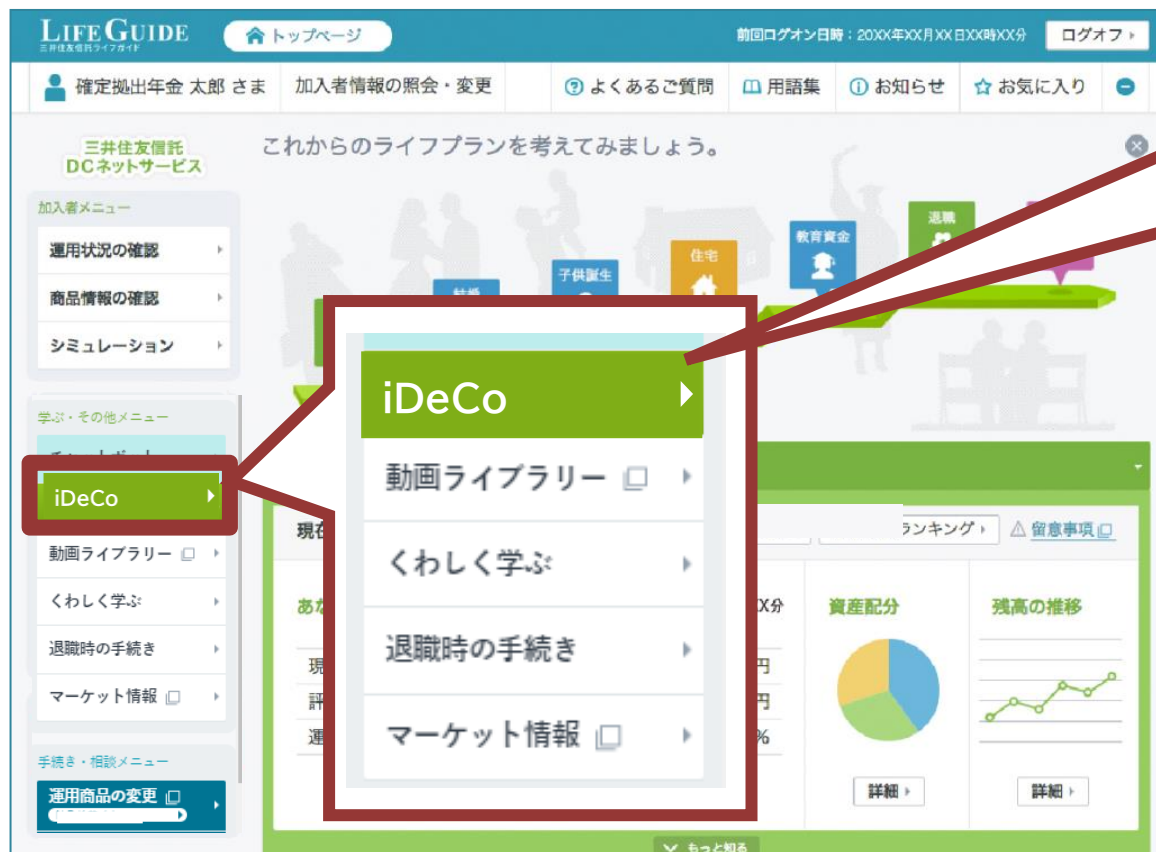 LIFE GUIDE
三井住友信託ライフガイド
トップページ
前回ログオン日時：20XX年XX月XX日XX時XX分
ログオフ
確定拠出年金 太郎 さま
加入者情報の照会・変更
よくあるご質問
用語集
お知らせ
お気に入り
三井住友信託
DCネットサービス
これからのライフプランを考えてみましょう。
加入者メニュー
運用状況の確認
商品情報の確認
シミュレーション
子供誕生
住宅
教育資金
退職
学ぶ・その他メニュー
iDeCo
動画ライブラリー
くわしく学ぶ
退職時の手続き
マーケット情報
手続き・相談メニュー
運用商品の変更
iDeCo
動画ライブラリー
くわしく学ぶ
退職時の手続き
マーケット情報
現在
ランキング
留意事項
あな
X分
資産配分
残高の推移
現
円
評
円
運
%
詳細
詳細
もっと知る